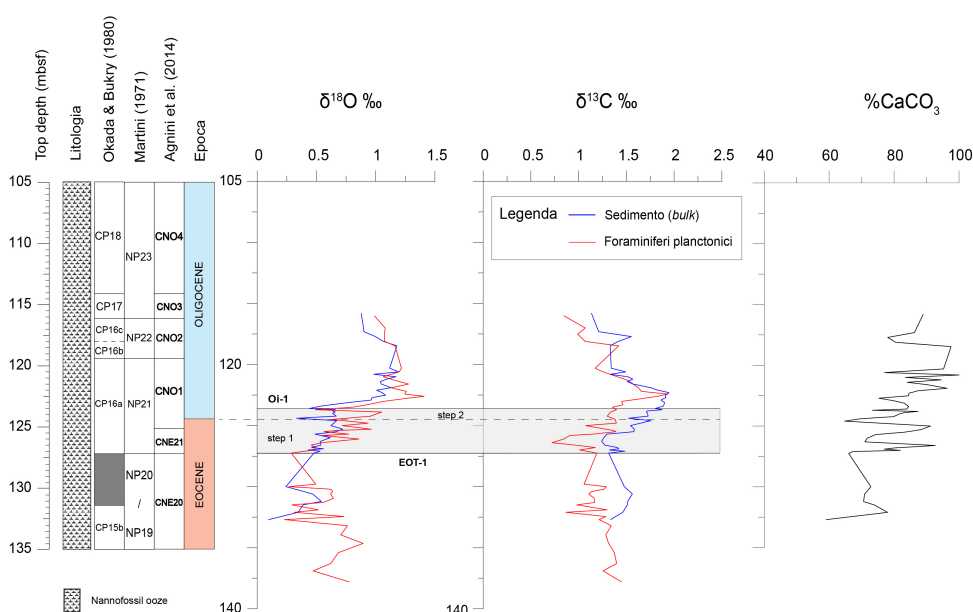 Top depth (mbsf)
Litologia
Okada & Bukry (1980)
Martini (1971)
Agnini et al. (2014)
Epoca
δ18O ‰
δ13C ‰
%CaCO3
0 0.5 1 1.5
0 0.5 1 1.5 2 2.5
40 60 80 100
105
110
115
120
125
130
135
CP18
CP17
CP16c
CP16b
CP16a
CP15b
NP23
NP22
NP21
NP20
/
NP19
CNO4
CNO3
CNO2
CNO1
CNE21
CNE20
OLIGOCENE
EOCENE
105
120
140
Legenda
Sedimento (bulk)
Foraminiferi planctonici
Oi-1
step 2
step 1
EOT-1
140
Nannofossil ooze